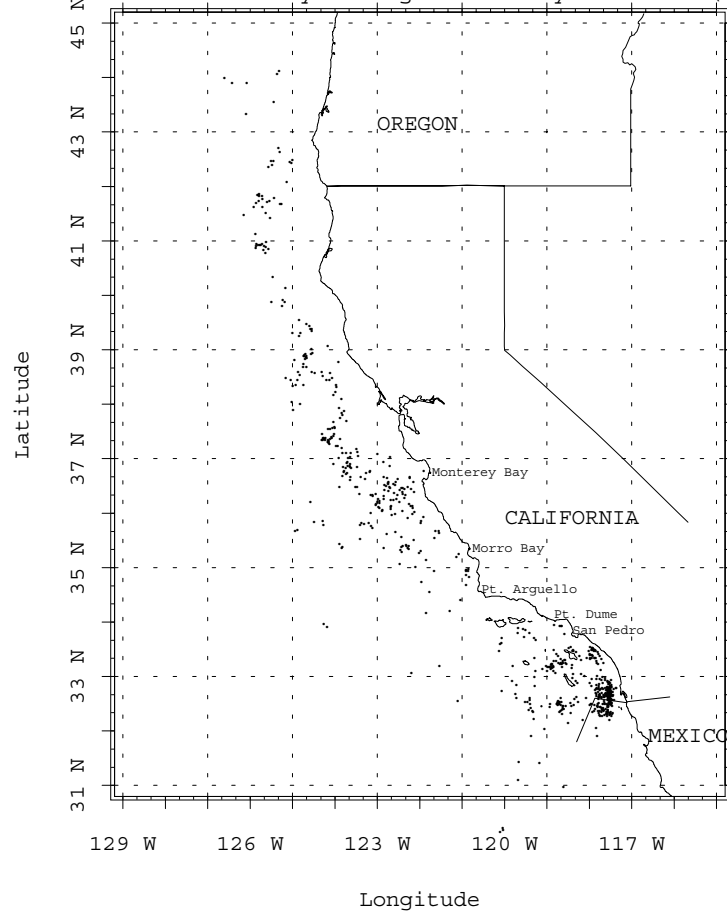 45 N
OREGON
43 N
41 N
39 N
Latitude
37 N
Monterey Bay
CALIFORNIA
Morro Bay
35 N
Pt. Arguello
Pt. Dume
San Pedro
33 N
MEXICO
31 N
129 W 126 W 123 W 120 W 117 W
Longitude